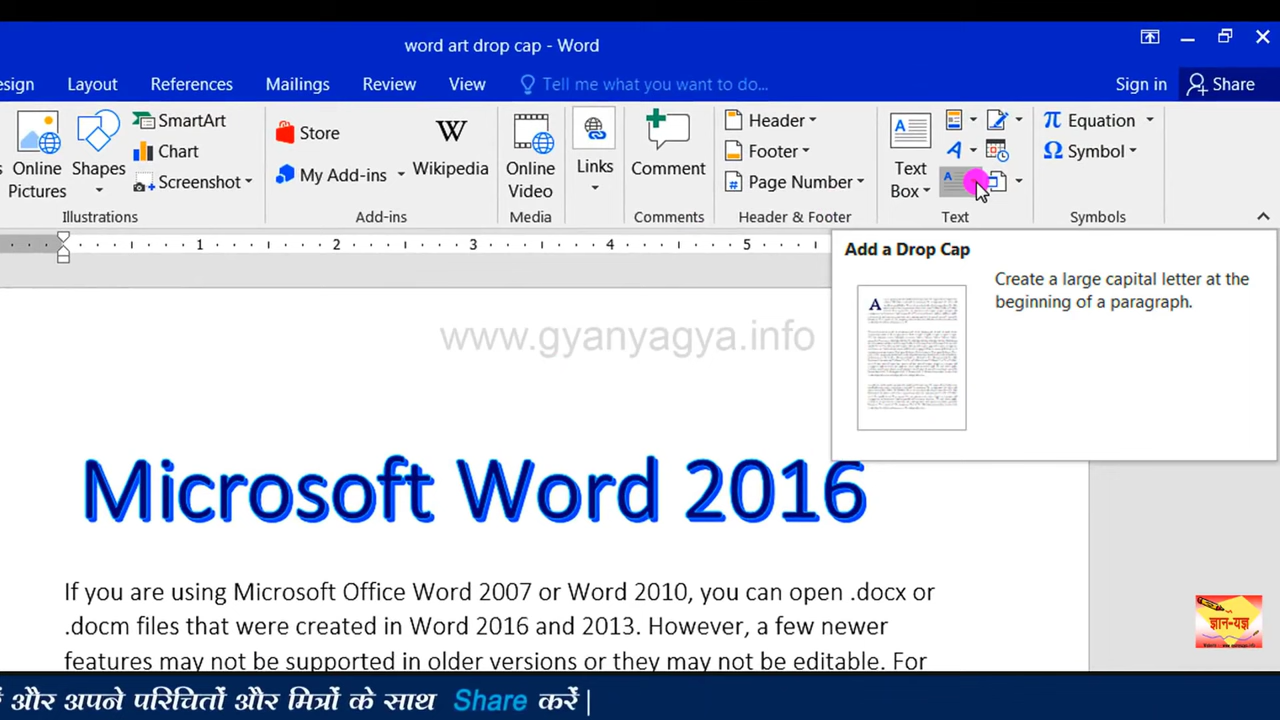 word art drop cap - Word
esign Layout References Mailings Review View Tell me what you want to do... Sign in Share
Online Pictures
Shapes
SmartArt
Chart
Screenshot
Illustrations
Store
My Add-ins
Wikipedia
Add-ins
Online Video
Media
Links
Comment
Comments
Header
Footer
Page Number
Header & Footer
Text Box
Text
Equation
Symbol
Symbols
1 2 3 4 5
Add a Drop Cap
Create a large capital letter at the
beginning of a paragraph.
www.gyanyagya.info
Microsoft Word 2016
If you are using Microsoft Office Word 2007 or Word 2010, you can open .docx or
.docm files that were created in Word 2016 and 2013. However, a few newer
features may not be supported in older versions or they may not be editable. For
ज्ञान-यज्ञ
और अपने परिचितों और मित्रों के साथ Share करें |